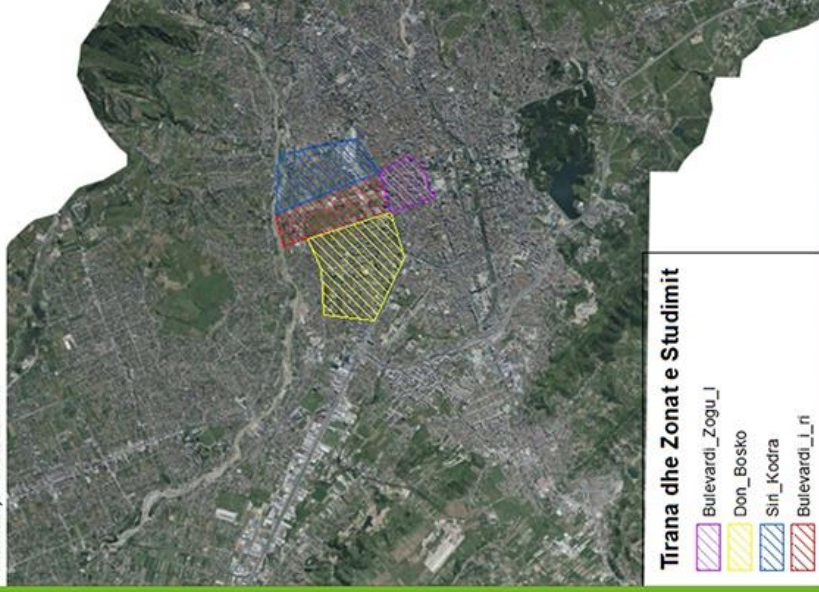 Tirana dhe Zonat e Studimit
Bulevardi_Zogu_I
Don_Bosko
Siri_Kodra
Bulevardi_i_ri